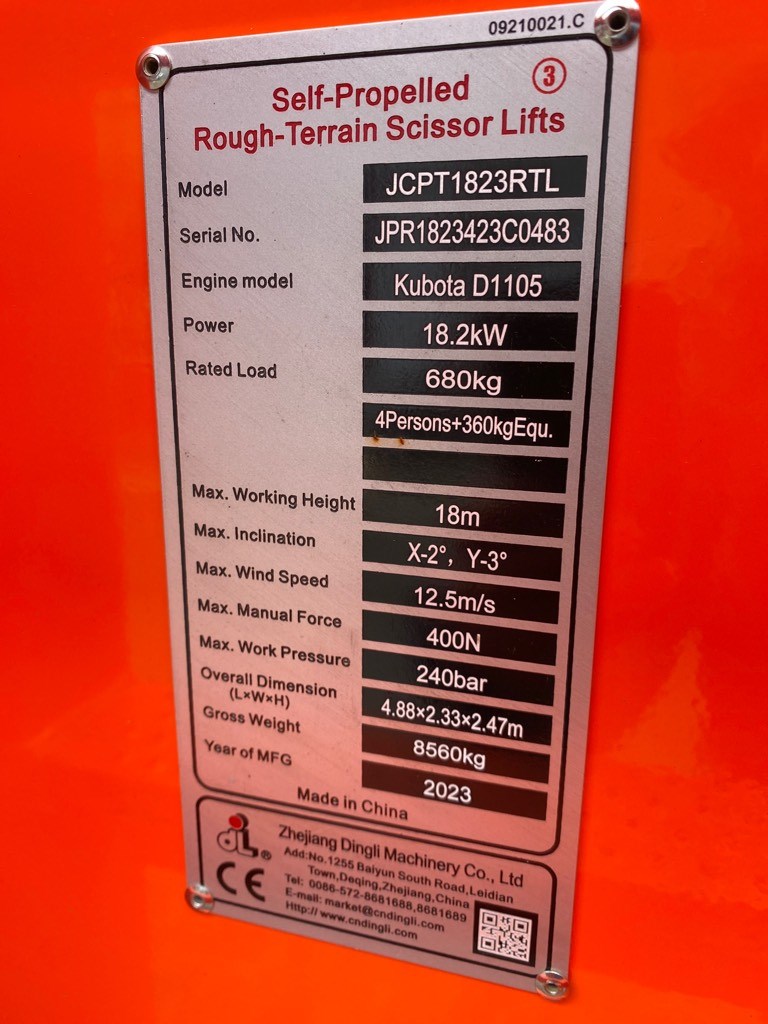 09210021.C
③
Self-Propelled
Rough-Terrain Scissor Lifts
Model JCPT1823RTL
Serial No. JPR1823423C0483
Engine model Kubota D1105
Power 18.2kW
Rated Load 680kg
4Persons+360kgEqu.
Max. Working Height 18m
Max. Inclination X-2°, Y-3°
Max. Wind Speed 12.5m/s
Max. Manual Force 400N
Max. Work Pressure 240bar
Overall Dimension 4.88×2.33×2.47m
(L×W×H)
Gross Weight 8560kg
Year of MFG 2023
Made in China
Zhejiang Dingli Machinery Co., Ltd
Add:No.1255 Baiyun South Road,Leidian
Town,Deqing,Zhejiang,China
Tel: 0086-572-8681688,8681689
E-mail: market@cndingli.com
Http://www.cndingli.com
dL®
CE